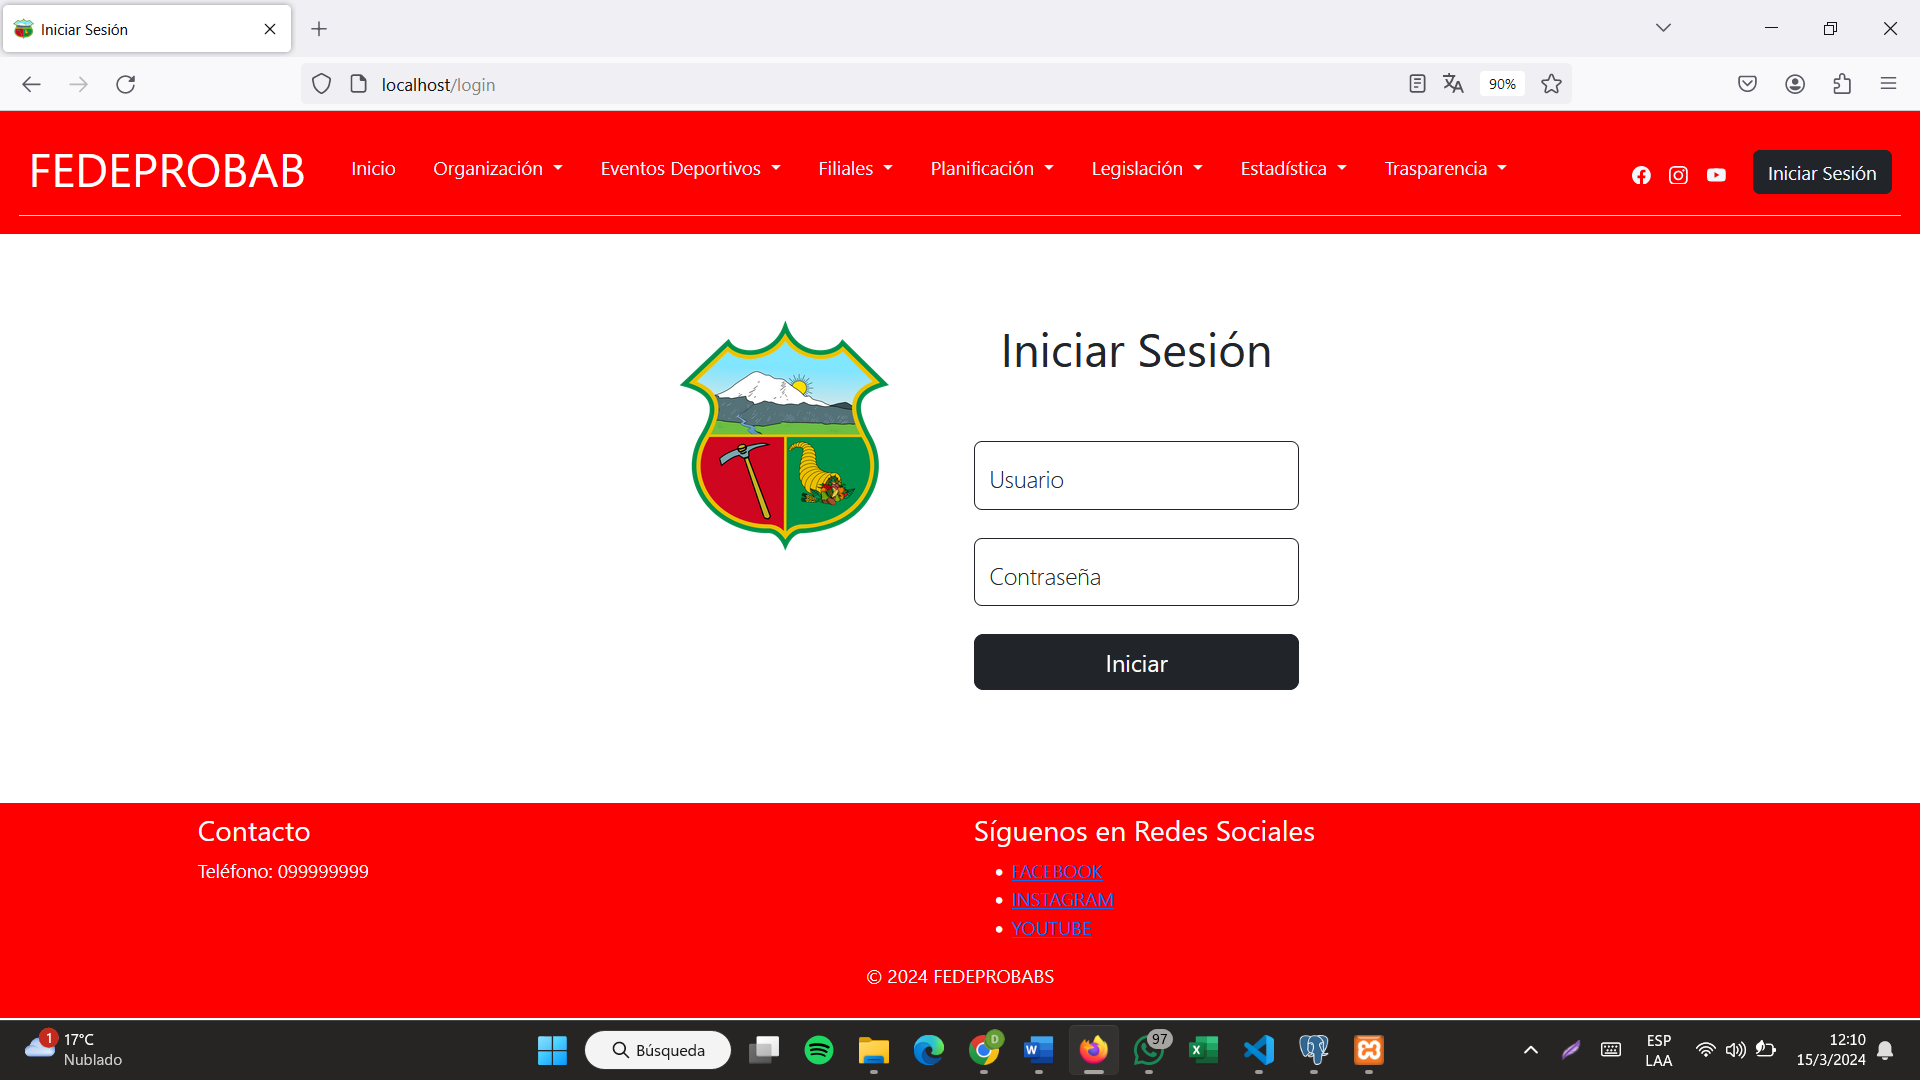 Iniciar Sesión
localhost/login
90%
FEDEPROBAB
Inicio
Organización
Eventos Deportivos
Filiales
Planificación
Legislación
Estadística
Trasparencia
Iniciar Sesión
Iniciar Sesión
Usuario
Contraseña
Iniciar
Contacto
Teléfono: 099999999
Síguenos en Redes Sociales
FACEBOOK
INSTAGRAM
YOUTUBE
© 2024 FEDEPROBABS
1
17°C
Nublado
Búsqueda
D
97
ESP
LAA
12:10
15/3/2024